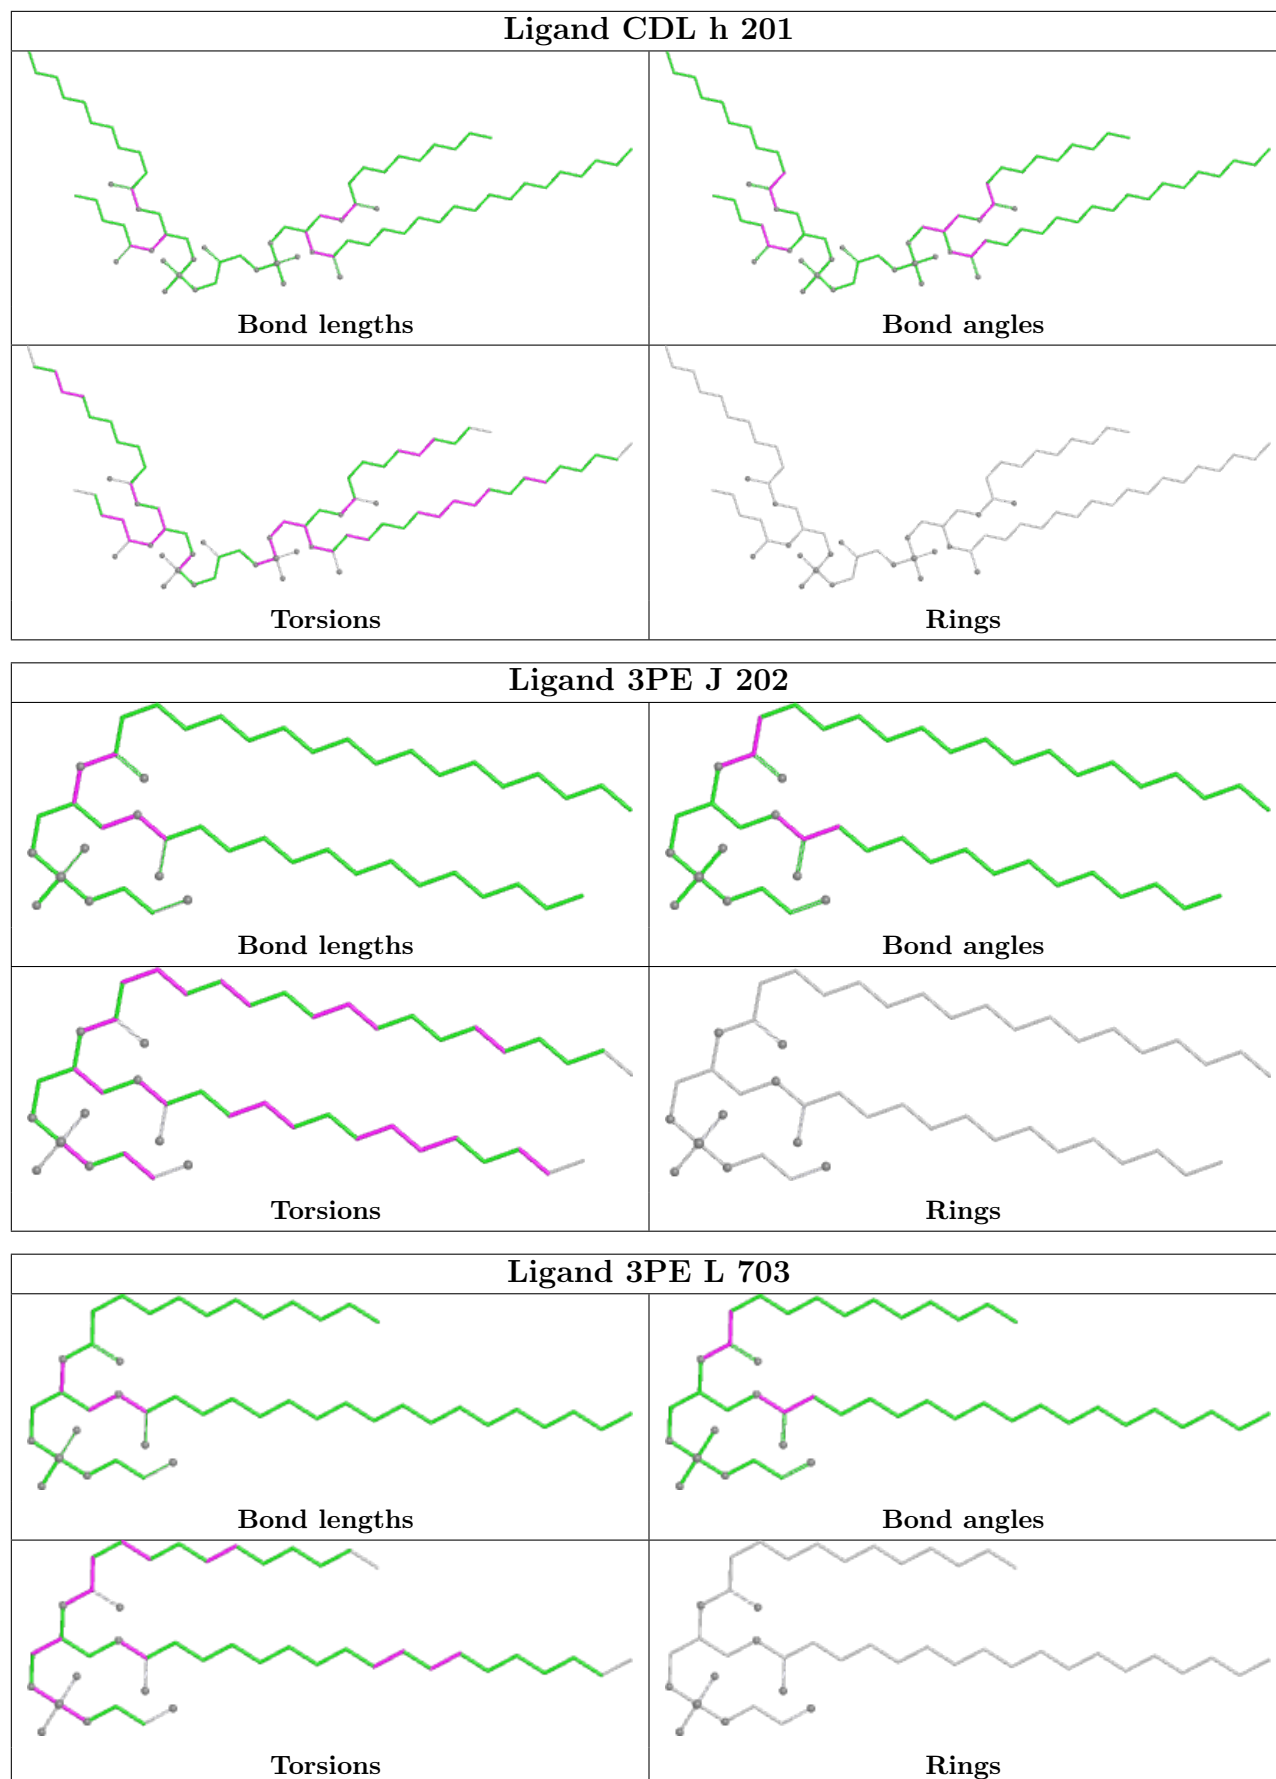 Ligand CDL h 201
Bond lengths
Bond angles
Torsions
Rings
Ligand 3PE J 202
Bond lengths
Bond angles
Torsions
Rings
Ligand 3PE L 703
Bond lengths
Bond angles
Torsions
Rings